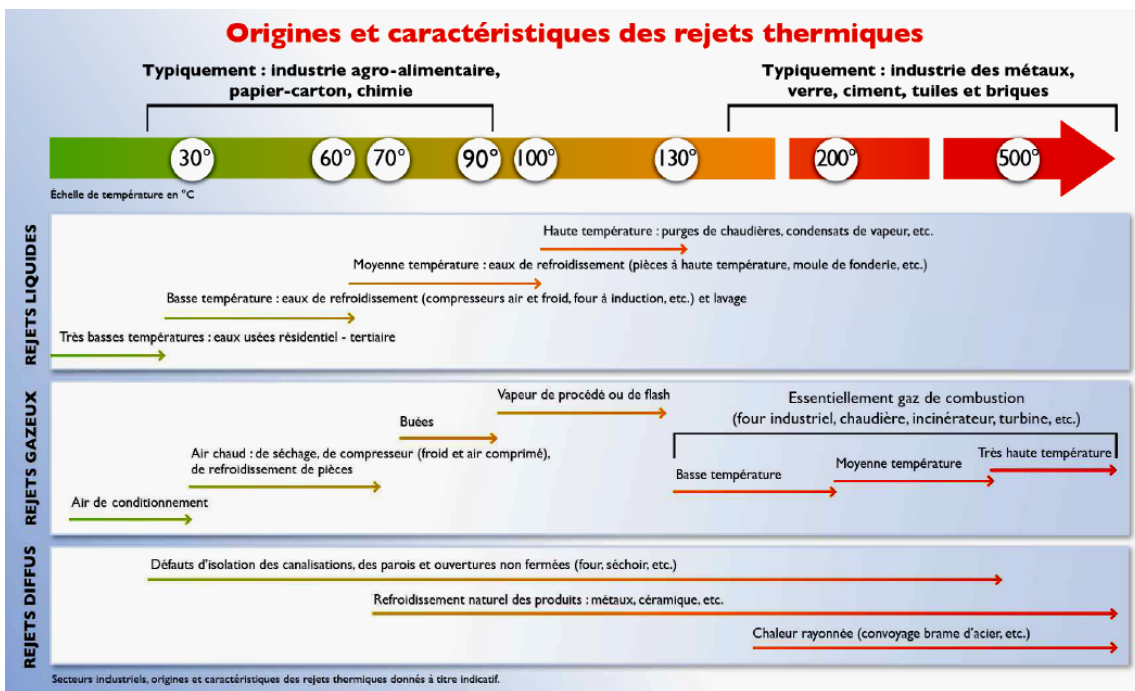 Origines et caractéristiques des rejets thermiques
Typiquement : industrie agro-alimentaire,
papier-carton, chimie
Typiquement : industrie des métaux,
verre, ciment, tuiles et briques
30° 60° 70° 90° 100° 130° 200° 500°
Échelle de température en °C
REJETS LIQUIDES
Haute température : purges de chaudières, condensats de vapeur, etc.
Moyenne température : eaux de refroidissement (pièces à haute température, moule de fonderie, etc.)
Basse température : eaux de refroidissement (compresseurs air et froid, four à induction, etc.) et lavage
Très basses températures : eaux usées résidentiel - tertiaire
REJETS GAZEUX
Vapeur de procédé ou de flash
Essentiellement gaz de combustion
(four industriel, chaudière, incinérateur, turbine, etc.)
Buées
Air chaud : de séchage, de compresseur (froid et air comprimé),
de refroidissement de pièces
Très haute température
Moyenne température
Basse température
Air de conditionnement
REJETS DIFFUS
Défauts d'isolation des canalisations, des parois et ouvertures non fermées (four, séchoir, etc.)
Refroidissement naturel des produits : métaux, céramique, etc.
Chaleur rayonnée (convoyage brame d'acier, etc.)
Secteurs industriels, origines et caractéristiques des rejets thermiques donnés à titre indicatif.